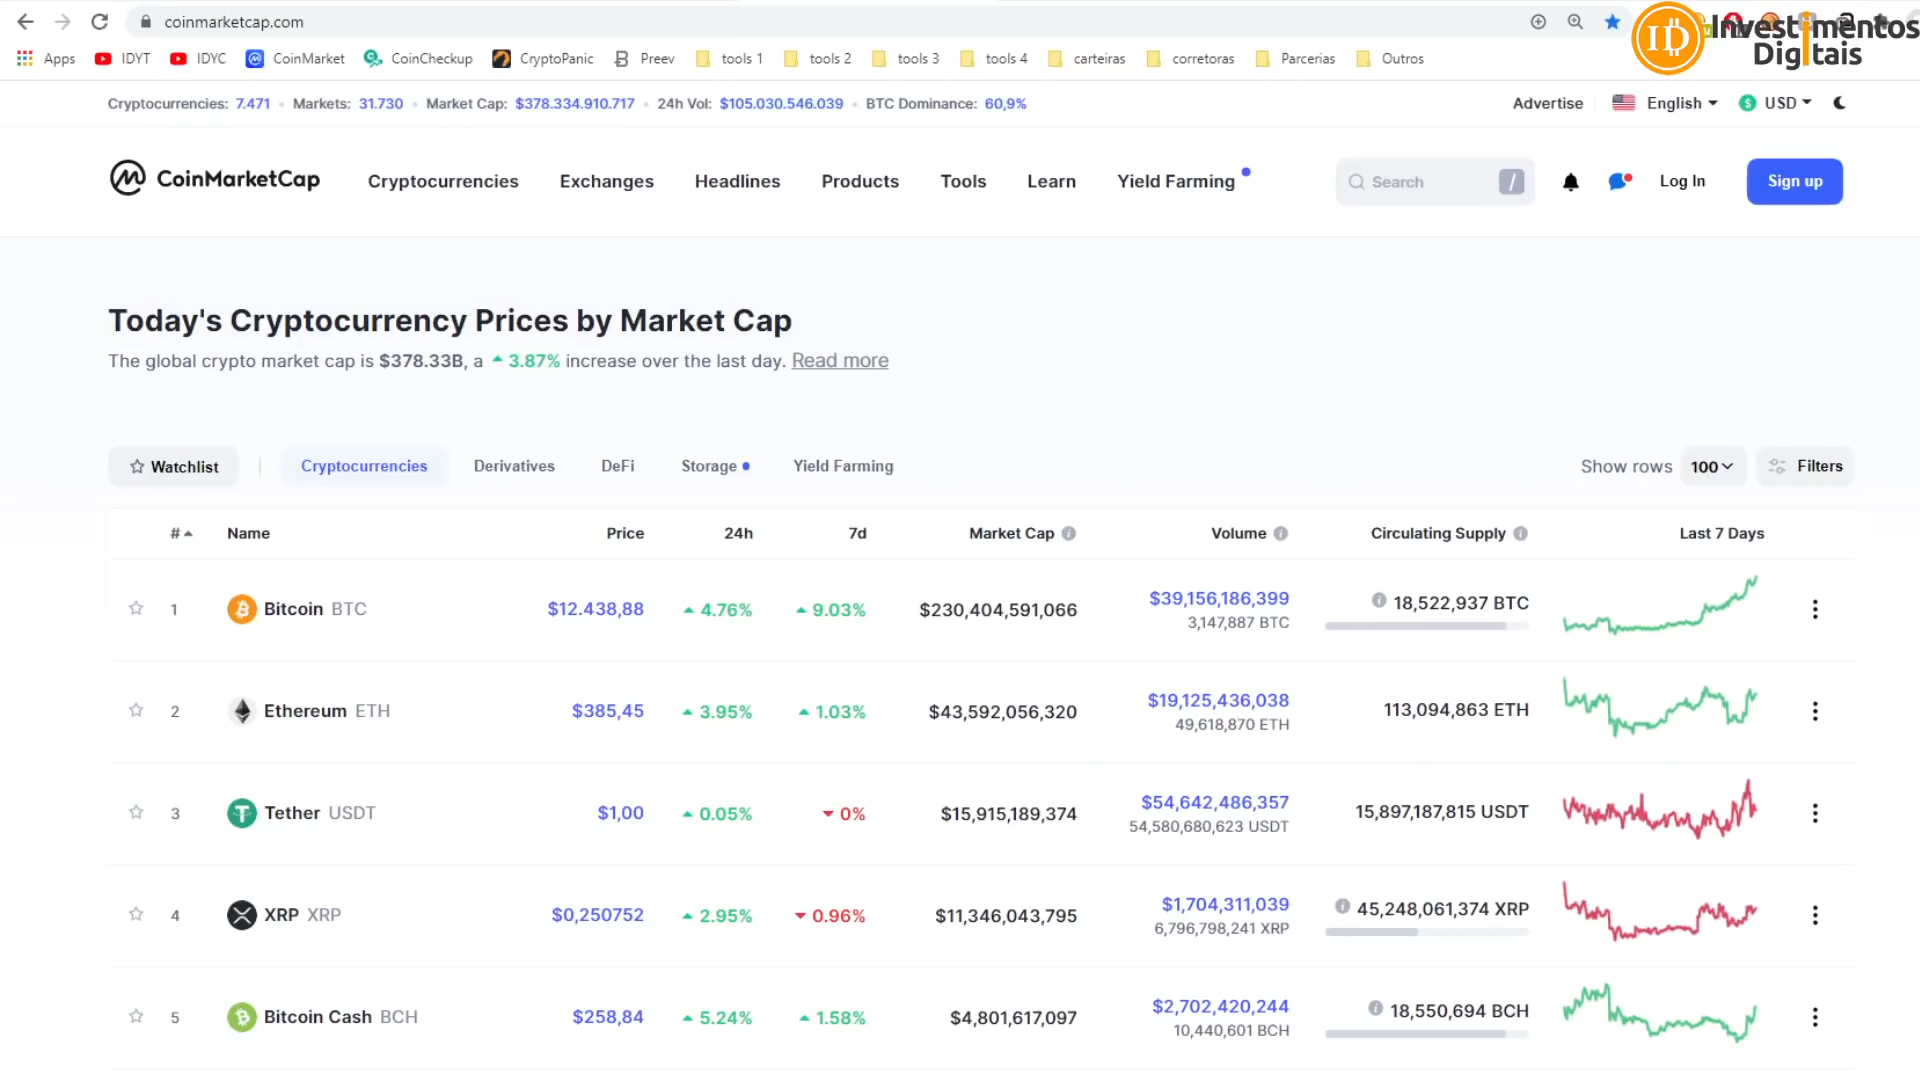 coinmarketcap.com
Investimentos
Digitais
ID
Apps IDYT IDYC CoinMarket CoinCheckup CryptoPanic Preev tools 1 tools 2 tools 3 tools 4 carteiras corretoras Parcerias Outros
Cryptocurrencies: 7.471 Markets: 31.730 Market Cap: $378.334.910.717 24h Vol: $105.030.546.039 BTC Dominance: 60,9% Advertise English USD
CoinMarketCap Cryptocurrencies Exchanges Headlines Products Tools Learn Yield Farming Search / Log In Sign up
Today's Cryptocurrency Prices by Market Cap
The global crypto market cap is $378.33B, a 3.87% increase over the last day. Read more
Watchlist Cryptocurrencies Derivatives DeFi Storage Yield Farming Show rows 100 Filters
# Name Price 24h 7d Market Cap Volume Circulating Supply Last 7 Days
1 Bitcoin BTC $12.438,88 4.76% 9.03% $230,404,591,066 $39,156,186,399 18,522,937 BTC
3,147,887 BTC
2 Ethereum ETH $385,45 3.95% 1.03% $43,592,056,320 $19,125,436,038 113,094,863 ETH
49,618,870 ETH
3 Tether USDT $1,00 0.05% 0% $15,915,189,374 $54,642,486,357 15,897,187,815 USDT
54,580,680,623 USDT
4 XRP XRP $0,250752 2.95% 0.96% $11,346,043,795 $1,704,311,039 45,248,061,374 XRP
6,796,798,241 XRP
5 Bitcoin Cash BCH $258,84 5.24% 1.58% $4,801,617,097 $2,702,420,244 18,550,694 BCH
10,440,601 BCH